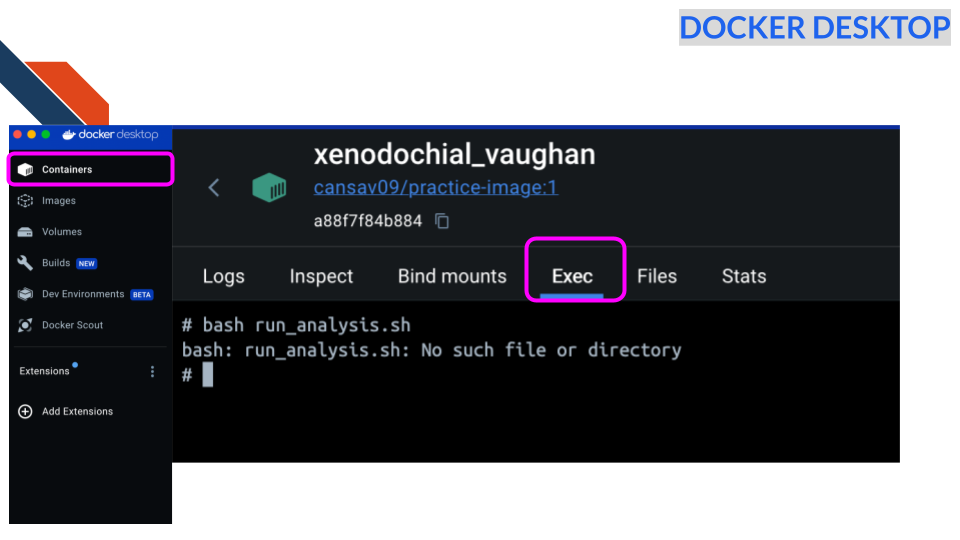 DOCKER DESKTOP
docker desktop
Containers
Images
Volumes
Builds NEW
Dev Environments BETA
Docker Scout
Extensions
Add Extensions
xenodochial_vaughan
cansav09/practice-image:1
a88f7f84b884
Logs Inspect Bind mounts Exec Files Stats
# bash run_analysis.sh
bash: run_analysis.sh: No such file or directory
#